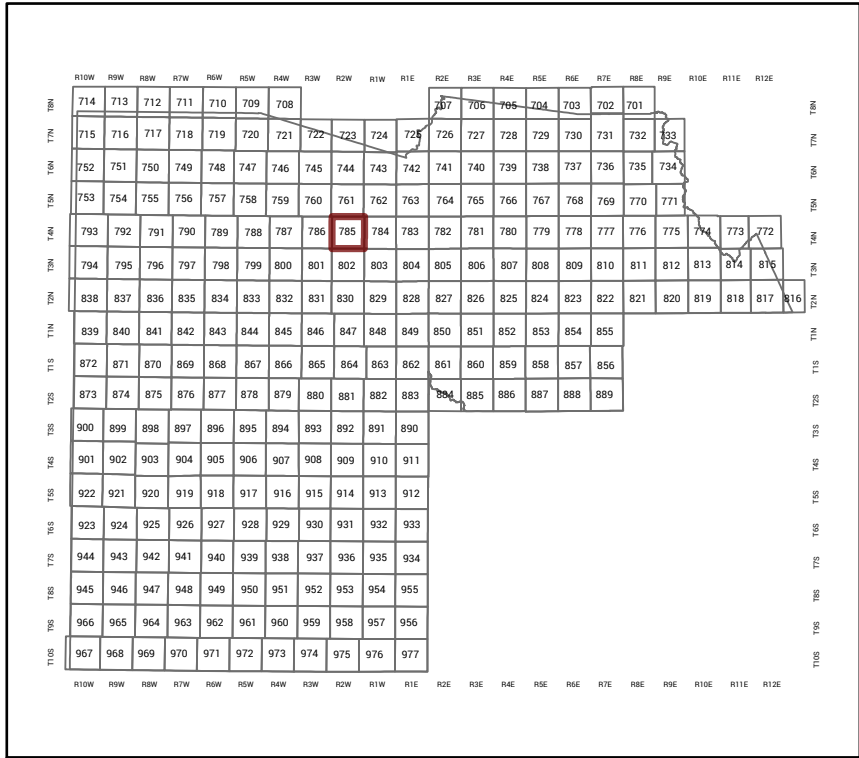 R10W R9W R8W R7W R6W R5W R4W R3W R2W R1W R1E R2E R3E R4E R5E R6E R7E R8E R9E R10E R11E R12E
T8N 714 713 712 711 710 709 708 707 706 705 704 703 702 701 T8N
T7N 715 716 717 718 719 720 721 722 723 724 725 726 727 728 729 730 731 732 733 T7N
T6N 752 751 750 749 748 747 746 745 744 743 742 741 740 739 738 737 736 735 734 T6N
T5N 753 754 755 756 757 758 759 760 761 762 763 764 765 766 767 768 769 770 771 T5N
T4N 793 792 791 790 789 788 787 786 785 784 783 782 781 780 779 778 777 776 775 774 773 772 T4N
T3N 794 795 796 797 798 799 800 801 802 803 804 805 806 807 808 809 810 811 812 813 814 815 T3N
T2N 838 837 836 835 834 833 832 831 830 829 828 827 826 825 824 823 822 821 820 819 818 817 816 T2N
T1N 839 840 841 842 843 844 845 846 847 848 849 850 851 852 853 854 855 T1N
T1S 872 871 870 869 868 867 866 865 864 863 862 861 860 859 858 857 856 T1S
T2S 873 874 875 876 877 878 879 880 881 882 883 884 885 886 887 888 889 T2S
T3S 900 899 898 897 896 895 894 893 892 891 890 T3S
T4S 901 902 903 904 905 906 907 908 909 910 911 T4S
T5S 922 921 920 919 918 917 916 915 914 913 912 T5S
T6S 923 924 925 926 927 928 929 930 931 932 933 T6S
T7S 944 943 942 941 940 939 938 937 936 935 934 T7S
T8S 945 946 947 948 949 950 951 952 953 954 955 T8S
T9S 966 965 964 963 962 961 960 959 958 957 956 T9S
T10S 967 968 969 970 971 972 973 974 975 976 977 T10S
R10W R9W R8W R7W R6W R5W R4W R3W R2W R1W R1E R2E R3E R4E R5E R6E R7E R8E R9E R10E R11E R12E